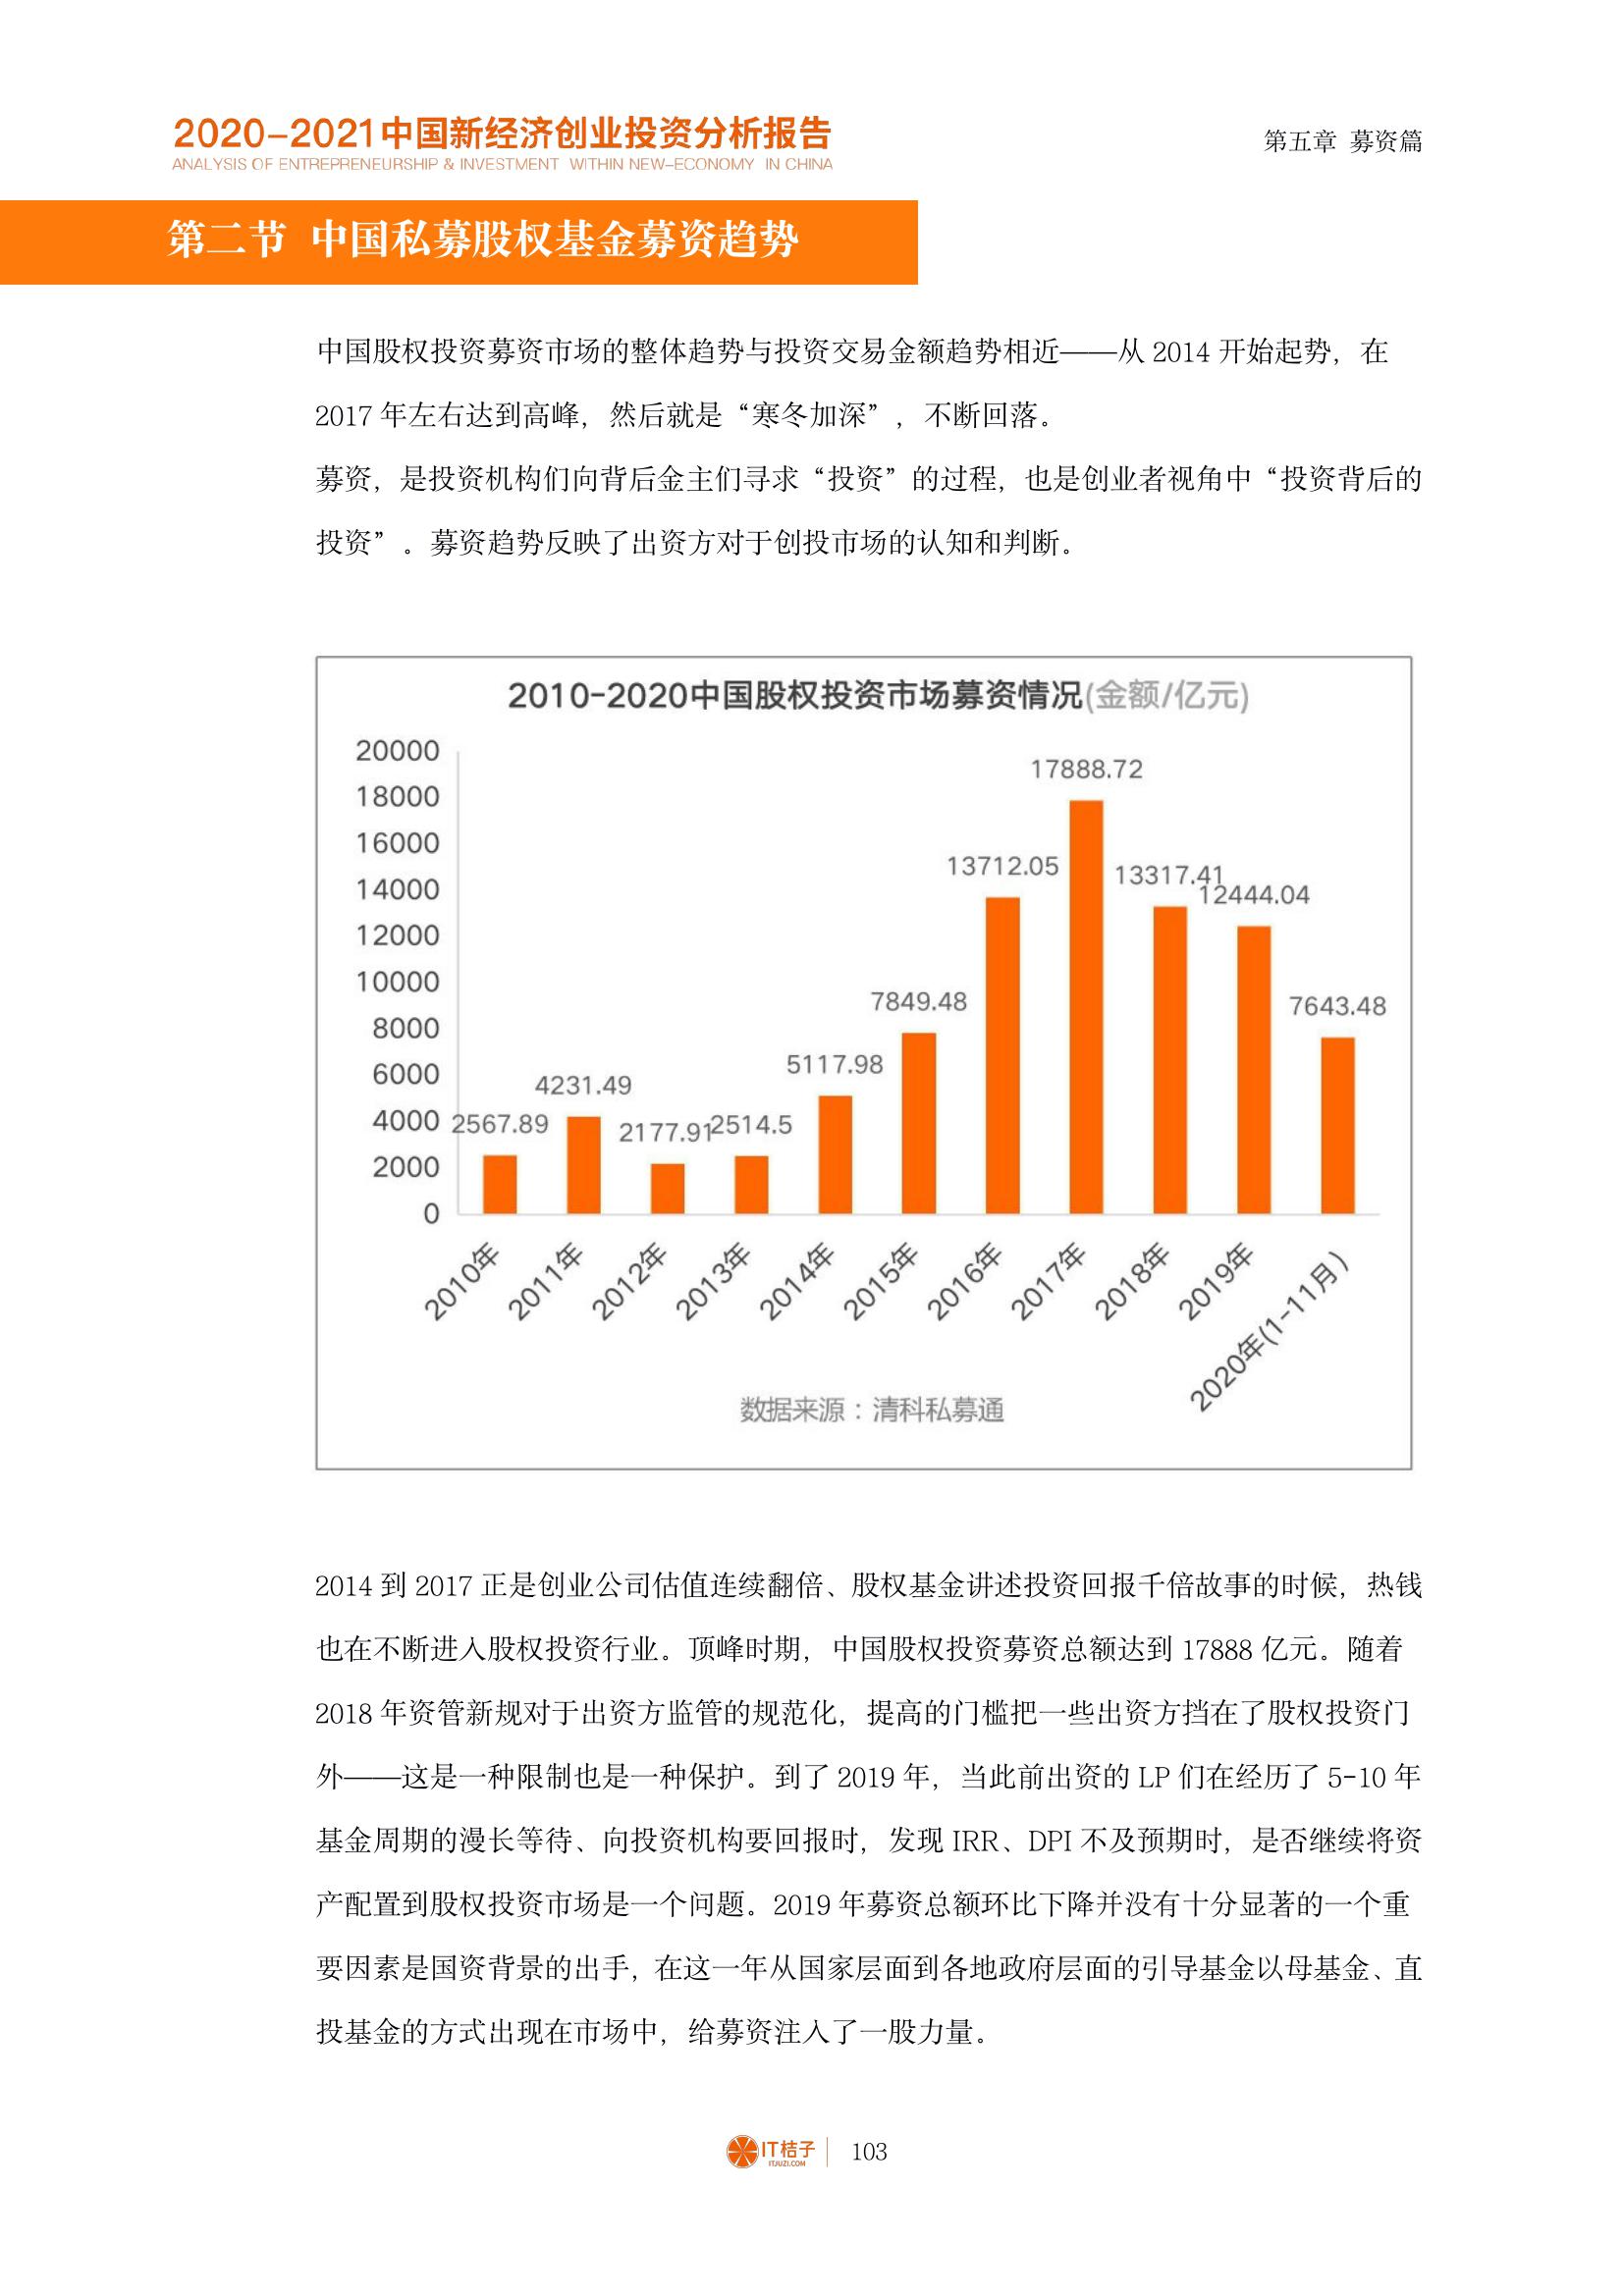 2020-2021中国新经济创业投资分析报告
ANALYSIS OF ENTREPRENEURSHIP & INVESTMENT WITHIN NEW-ECONOMY IN CHINA
第五章 募资篇
第二节 中国私募股权基金募资趋势
中国股权投资募资市场的整体趋势与投资交易金额趋势相近——从 2014 开始起势，在
2017 年左右达到高峰，然后就是“寒冬加深”，不断回落。
募资，是投资机构们向背后金主们寻求“投资”的过程，也是创业者视角中“投资背后的
投资”。募资趋势反映了出资方对于创投市场的认知和判断。
2010-2020中国股权投资市场募资情况(金额/亿元)
20000
18000
16000
14000
12000
10000
8000
6000
4000
2000
0
2567.89
4231.49
2177.91
2514.5
5117.98
7849.48
13712.05
17888.72
13317.41
12444.04
7643.48
2010年
2011年
2012年
2013年
2014年
2015年
2016年
2017年
2018年
2019年
2020年(1-11月)
数据来源：清科私募通
2014 到 2017 正是创业公司估值连续翻倍、股权基金讲述投资回报千倍故事的时候，热钱
也在不断进入股权投资行业。顶峰时期，中国股权投资募资总额达到 17888 亿元。随着
2018 年资管新规对于出资方监管的规范化，提高的门槛把一些出资方挡在了股权投资门
外——这是一种限制也是一种保护。到了 2019 年，当此前出资的 LP 们在经历了 5-10 年
基金周期的漫长等待、向投资机构要回报时，发现 IRR、DPI 不及预期时，是否继续将资
产配置到股权投资市场是一个问题。2019 年募资总额环比下降并没有十分显著的一个重
要因素是国资背景的出手，在这一年从国家层面到各地政府层面的引导基金以母基金、直
投基金的方式出现在市场中，给募资注入了一股力量。
IT桔子
ITJUZI.COM
103